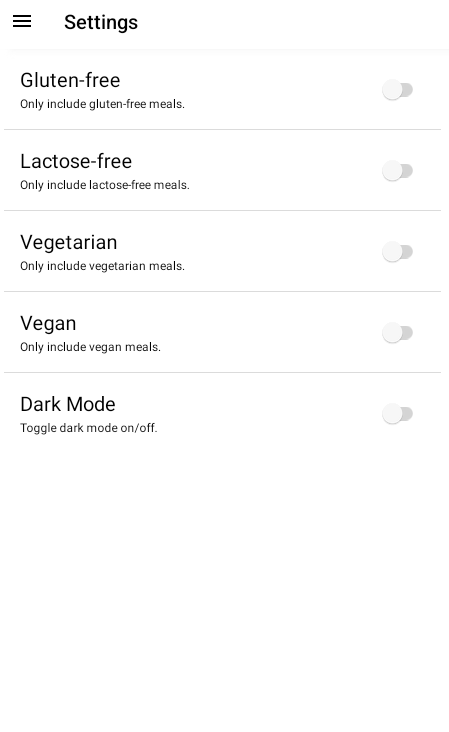 Settings
Gluten-free
Only include gluten-free meals.
Lactose-free
Only include lactose-free meals.
Vegetarian
Only include vegetarian meals.
Vegan
Only include vegan meals.
Dark Mode
Toggle dark mode on/off.